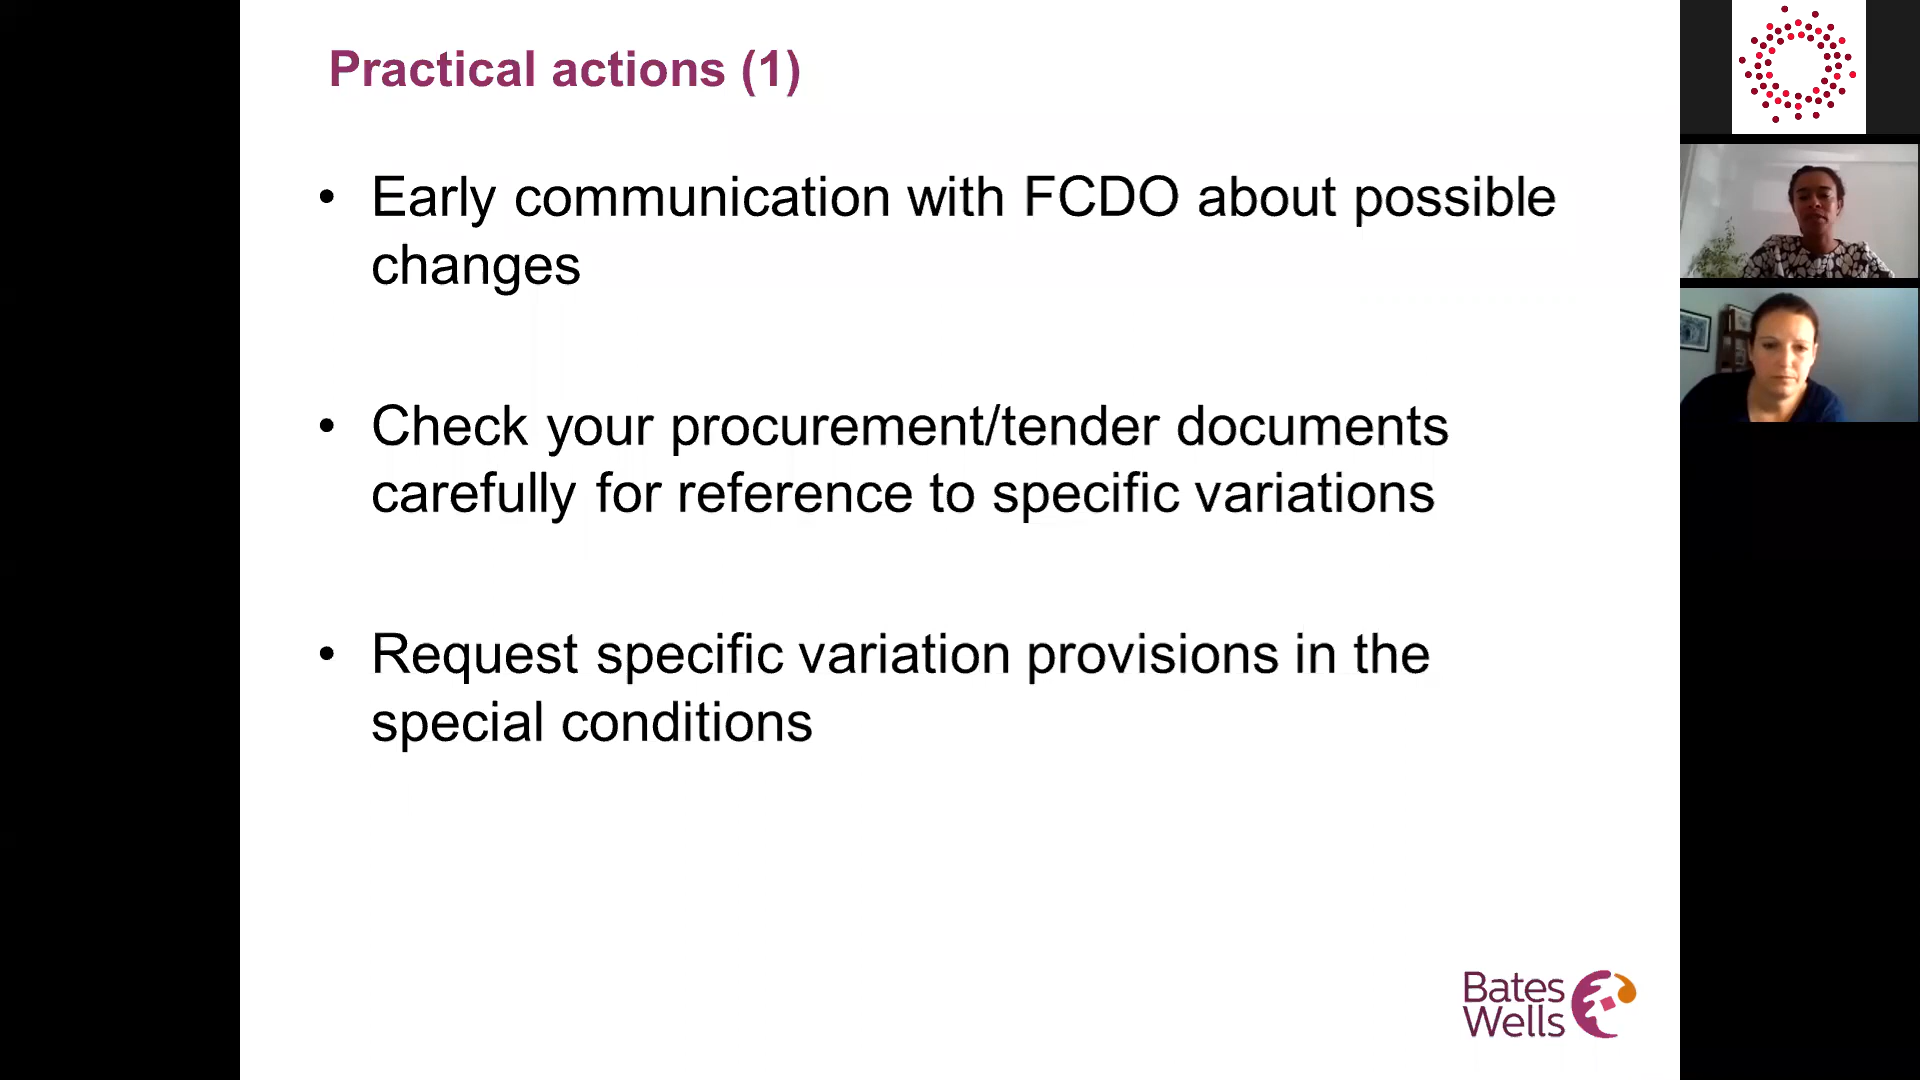 Practical actions (1)
• Early communication with FCDO about possible
changes
• Check your procurement/tender documents
carefully for reference to specific variations
• Request specific variation provisions in the
special conditions
Bates
Wells